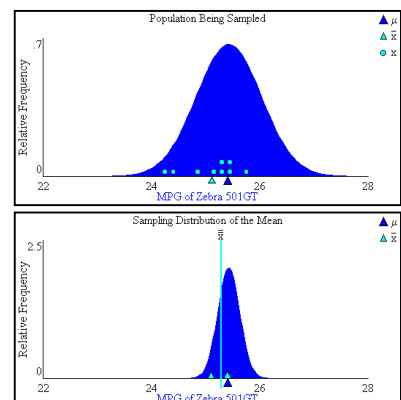 Population Being Sampled
μ
x̄
x
.7
Relative Frequency
0
22 24 26 28
MPG of Zebra 501GT
Sampling Distribution of the Mean
μ
x̄
x̿
2.5
Relative Frequency
0
22 24 26 28
MPG of Zebra 501GT